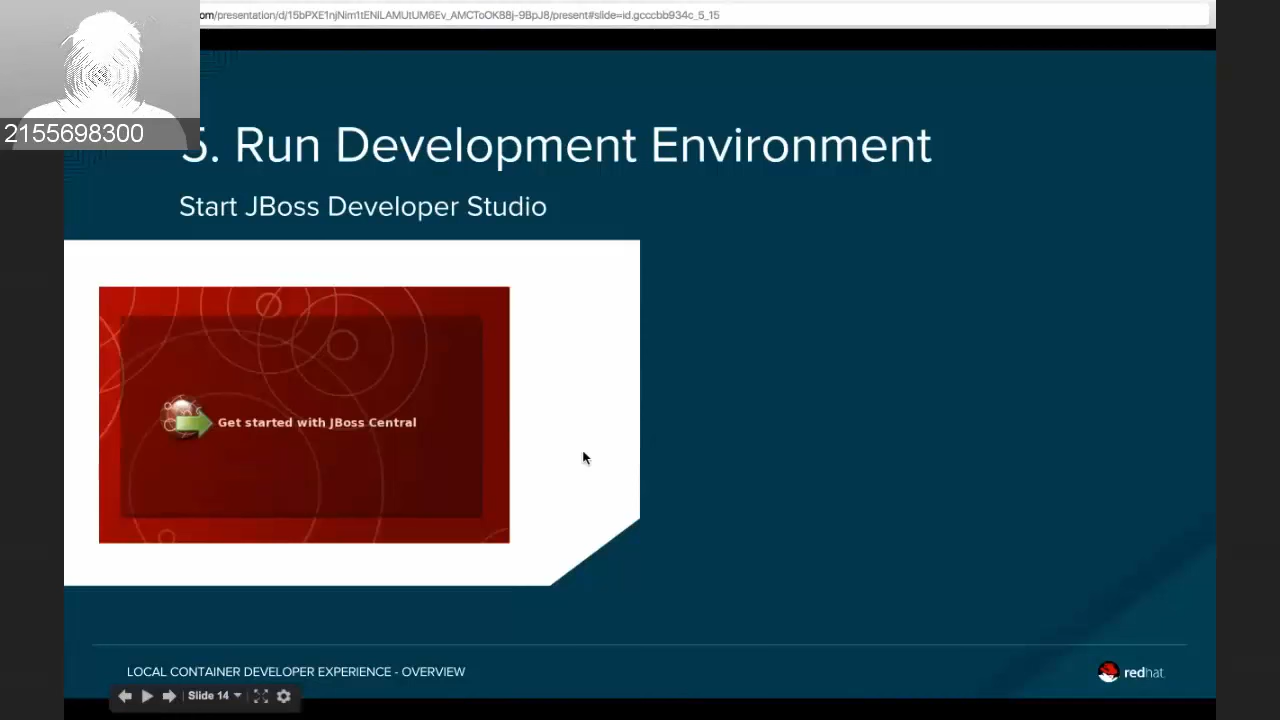 om/presentation/d/15bPXE1njNim1tENiLAMUtUM6Ev_AMCToOK88j-9BpJ8/present#slide=id.gcccbb934c_5_15
2155698300
5. Run Development Environment
Start JBoss Developer Studio
Get started with JBoss Central
LOCAL CONTAINER DEVELOPER EXPERIENCE - OVERVIEW
redhat.
Slide 14